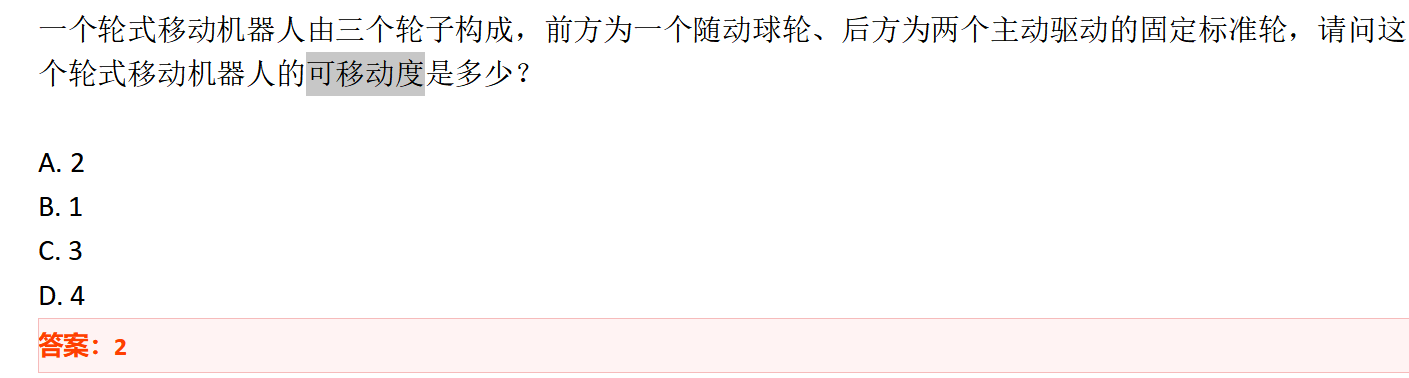 一个轮式移动机器人由三个轮子构成，前方为一个随动球轮、后方为两个主动驱动的固定标准轮，请问这
个轮式移动机器人的可移动度是多少？
A. 2
B. 1
C. 3
D. 4
答案：2